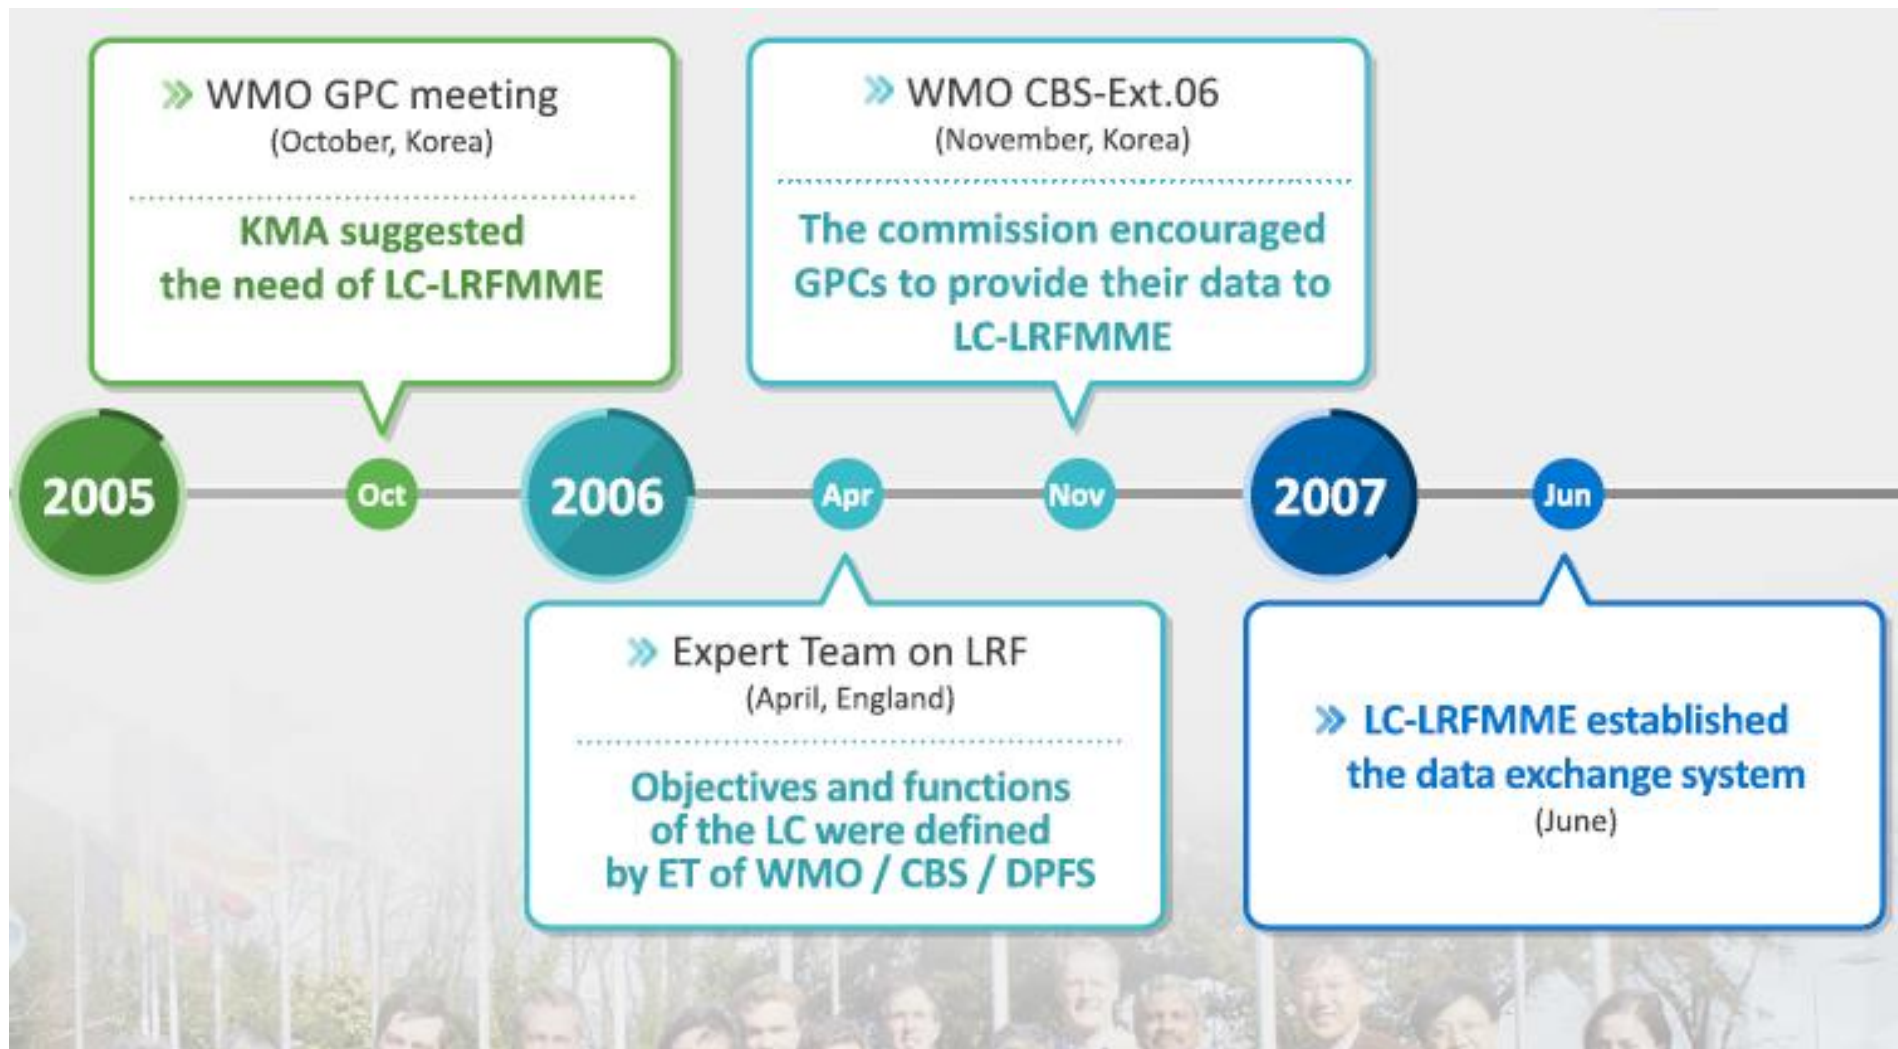 » WMO GPC meeting
(October, Korea)
KMA suggested
the need of LC-LRFMME
» WMO CBS-Ext.06
(November, Korea)
The commission encouraged
GPCs to provide their data to
LC-LRFMME
2005
Oct
2006
Apr
Nov
2007
Jun
» Expert Team on LRF
(April, England)
Objectives and functions
of the LC were defined
by ET of WMO / CBS / DPFS
» LC-LRFMME established
the data exchange system
(June)